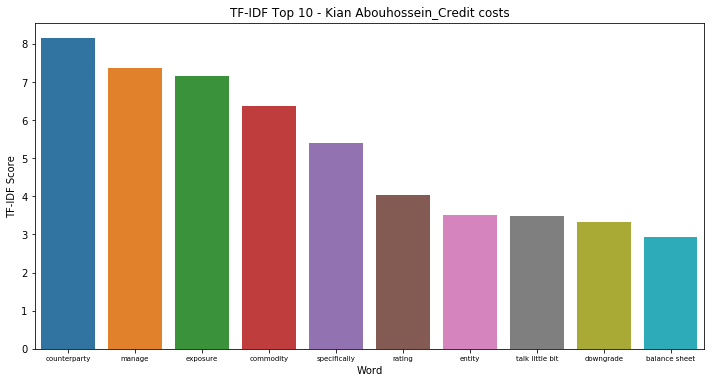 TF-IDF Top 10 - Kian Abouhossein_Credit costs
TF-IDF Score
8
7
6
5
4
3
2
1
0
counterparty manage exposure commodity specifically rating entity talk little bit downgrade balance sheet
Word